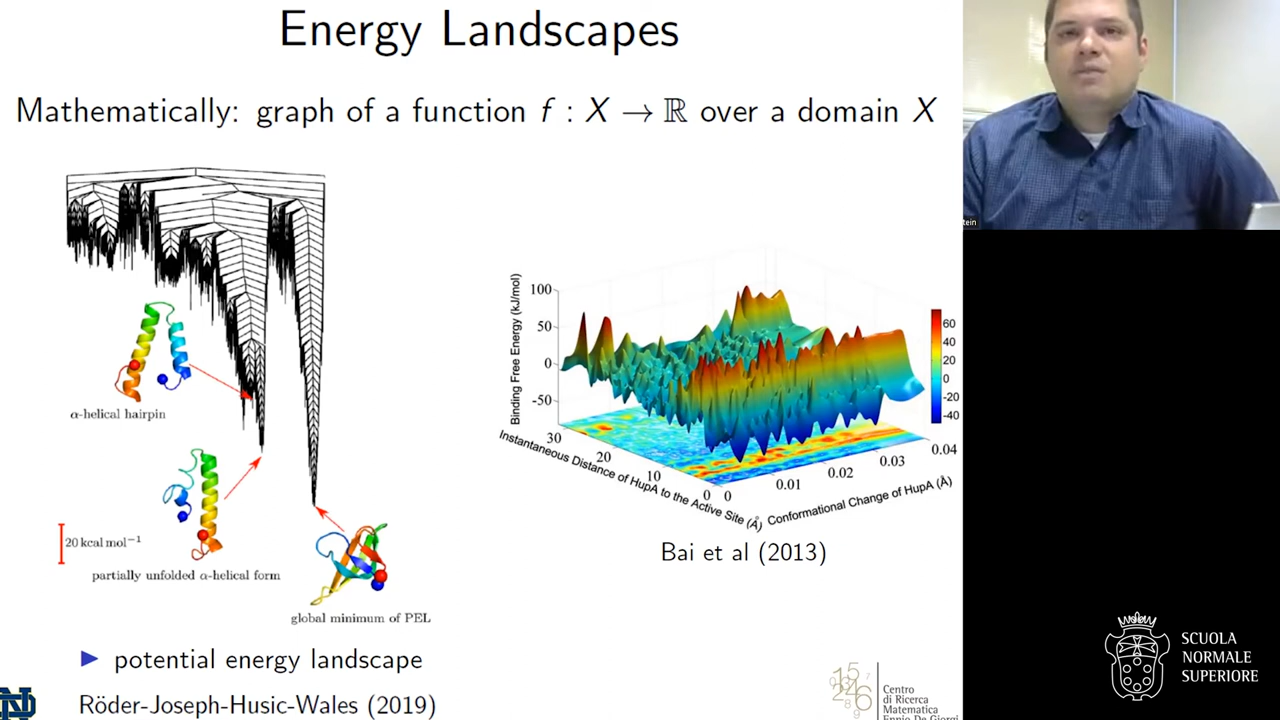 Energy Landscapes
Mathematically: graph of a function f : X → ℝ over a domain X
tein
α-helical hairpin
20 kcal mol⁻¹
partially unfolded α-helical form
global minimum of PEL
Binding Free Energy (kJ/mol)
100
50
0
-50
30
20
10
0
Instantaneous Distance of HupA to the Active Site (Å)
0
0.01
0.02
0.03
0.04
Conformational Change of HupA (Å)
60
40
20
0
-20
-40
Bai et al (2013)
▶ potential energy landscape
Röder-Joseph-Husic-Wales (2019)
Centro
di Ricerca
Matematica
Ennio De Giorgi
SCUOLA
NORMALE
SUPERIORE